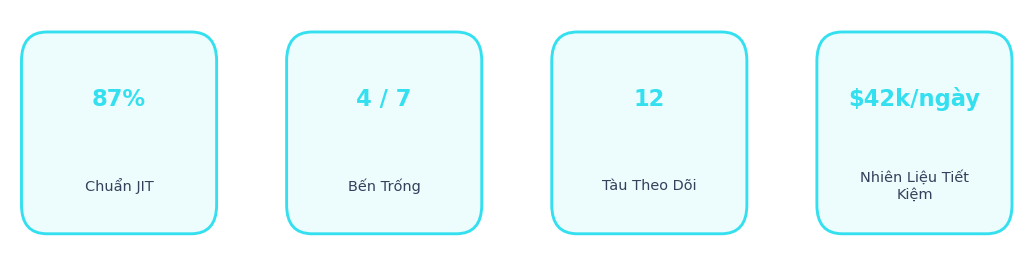 87%
Chuẩn JIT
4 / 7
Bến Trống
12
Tàu Theo Dõi
$42k/ngày
Nhiên Liệu Tiết
Kiệm